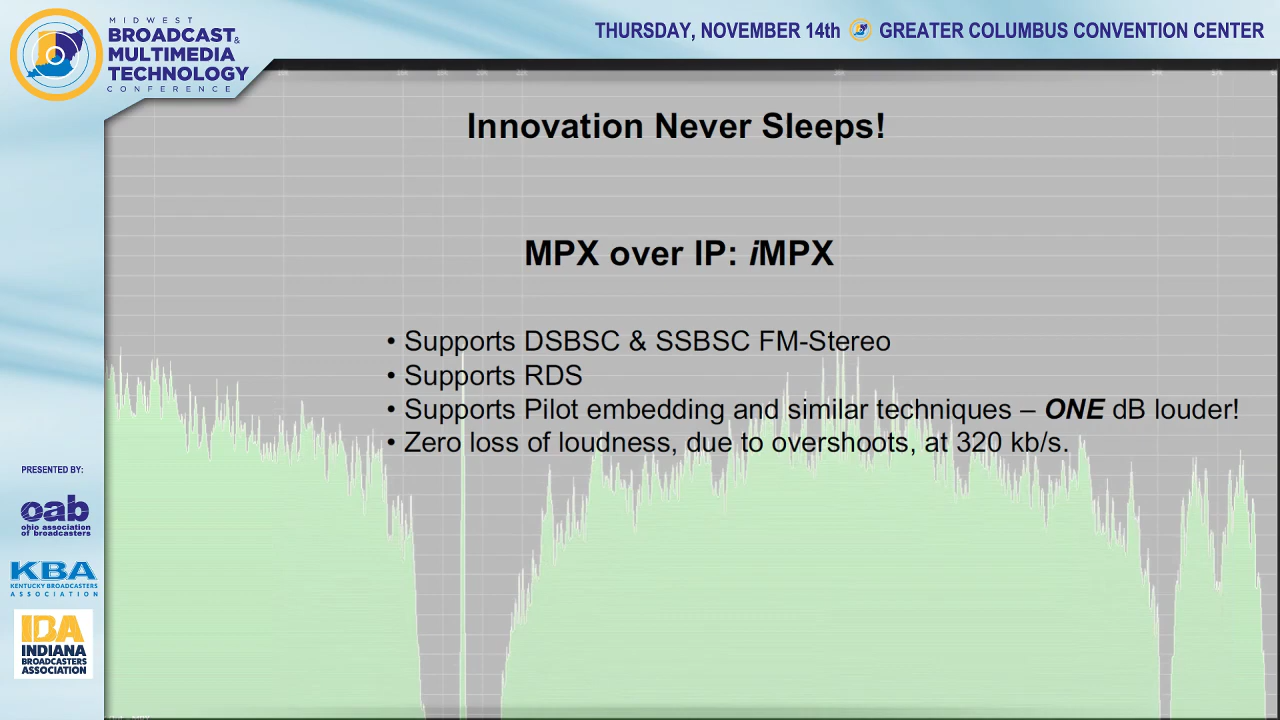 MIDWEST
BROADCAST &
MULTIMEDIA
TECHNOLOGY
CONFERENCE
THURSDAY, NOVEMBER 14th GREATER COLUMBUS CONVENTION CENTER
Innovation Never Sleeps!
MPX over IP: iMPX
• Supports DSBSC & SSBSC FM-Stereo
• Supports RDS
• Supports Pilot embedding and similar techniques – ONE dB louder!
• Zero loss of loudness, due to overshoots, at 320 kb/s.
PRESENTED BY:
oab
ohio association
of broadcasters
KBA
KENTUCKY BROADCASTERS
ASSOCIATION
IBA
INDIANA
BROADCASTERS
ASSOCIATION